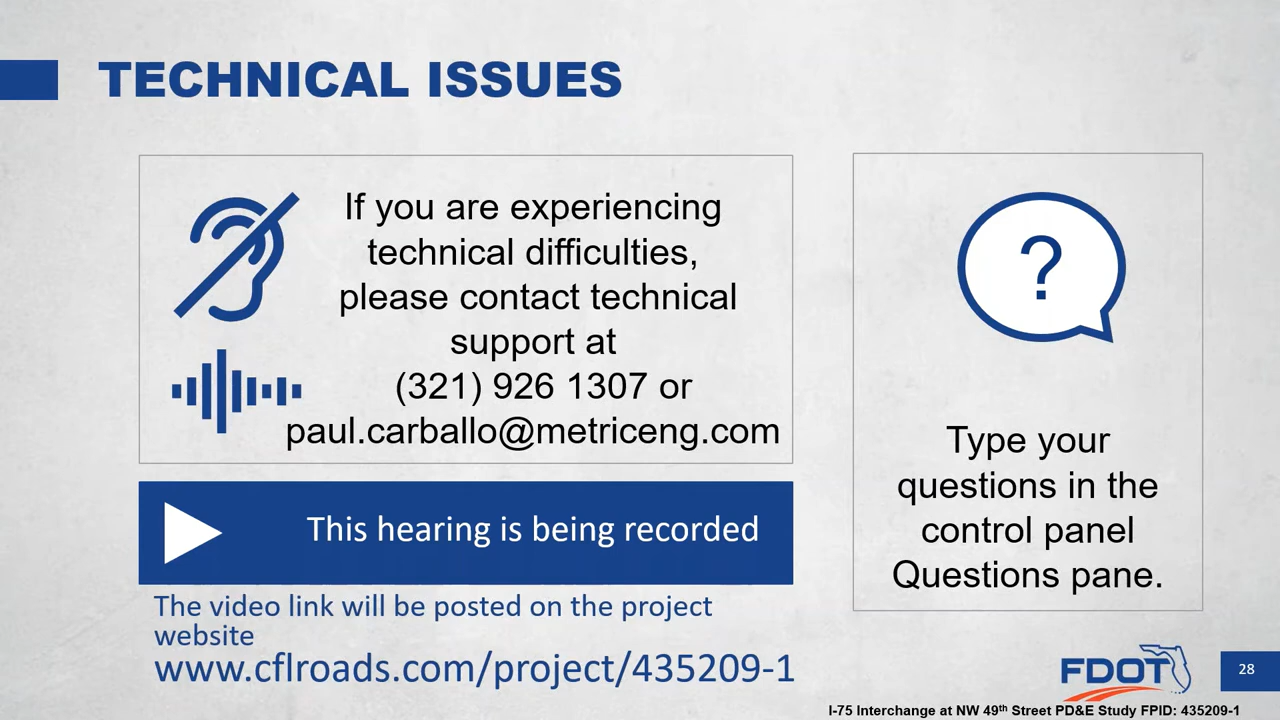 TECHNICAL ISSUES
If you are experiencing
technical difficulties,
please contact technical
support at
(321) 926 1307 or
paul.carballo@metriceng.com
This hearing is being recorded
The video link will be posted on the project
website
www.cflroads.com/project/435209-1
?
Type your
questions in the
control panel
Questions pane.
FDOT
28
I-75 Interchange at NW 49th Street PD&E Study FPID: 435209-1